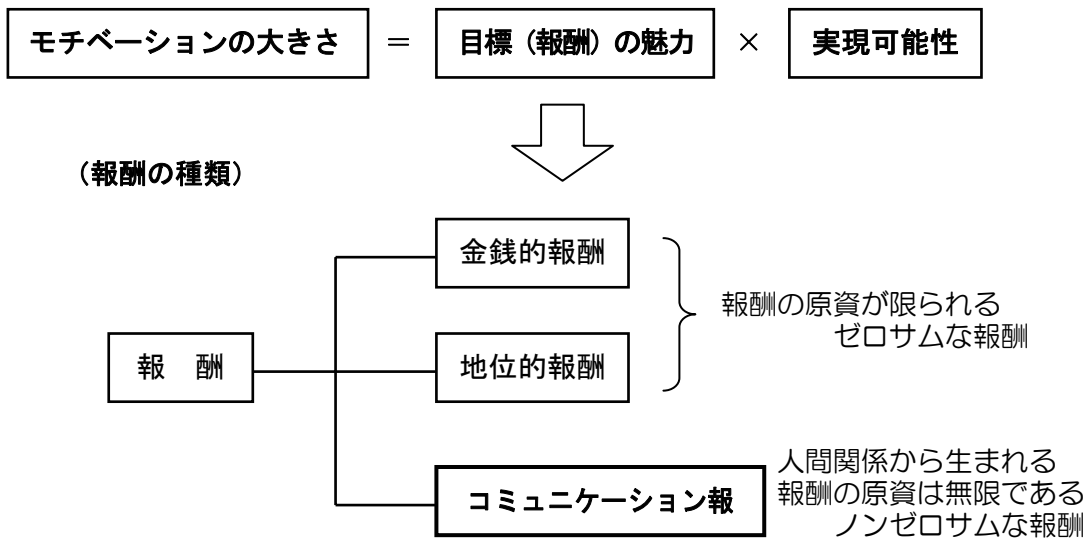 モチベーションの大きさ ＝ 目標（報酬）の魅力 × 実現可能性
（報酬の種類）
金銭的報酬
報酬の原資が限られる
ゼロサムな報酬
報　酬
地位的報酬
コミュニケーション報
人間関係から生まれる
報酬の原資は無限である
ノンゼロサムな報酬